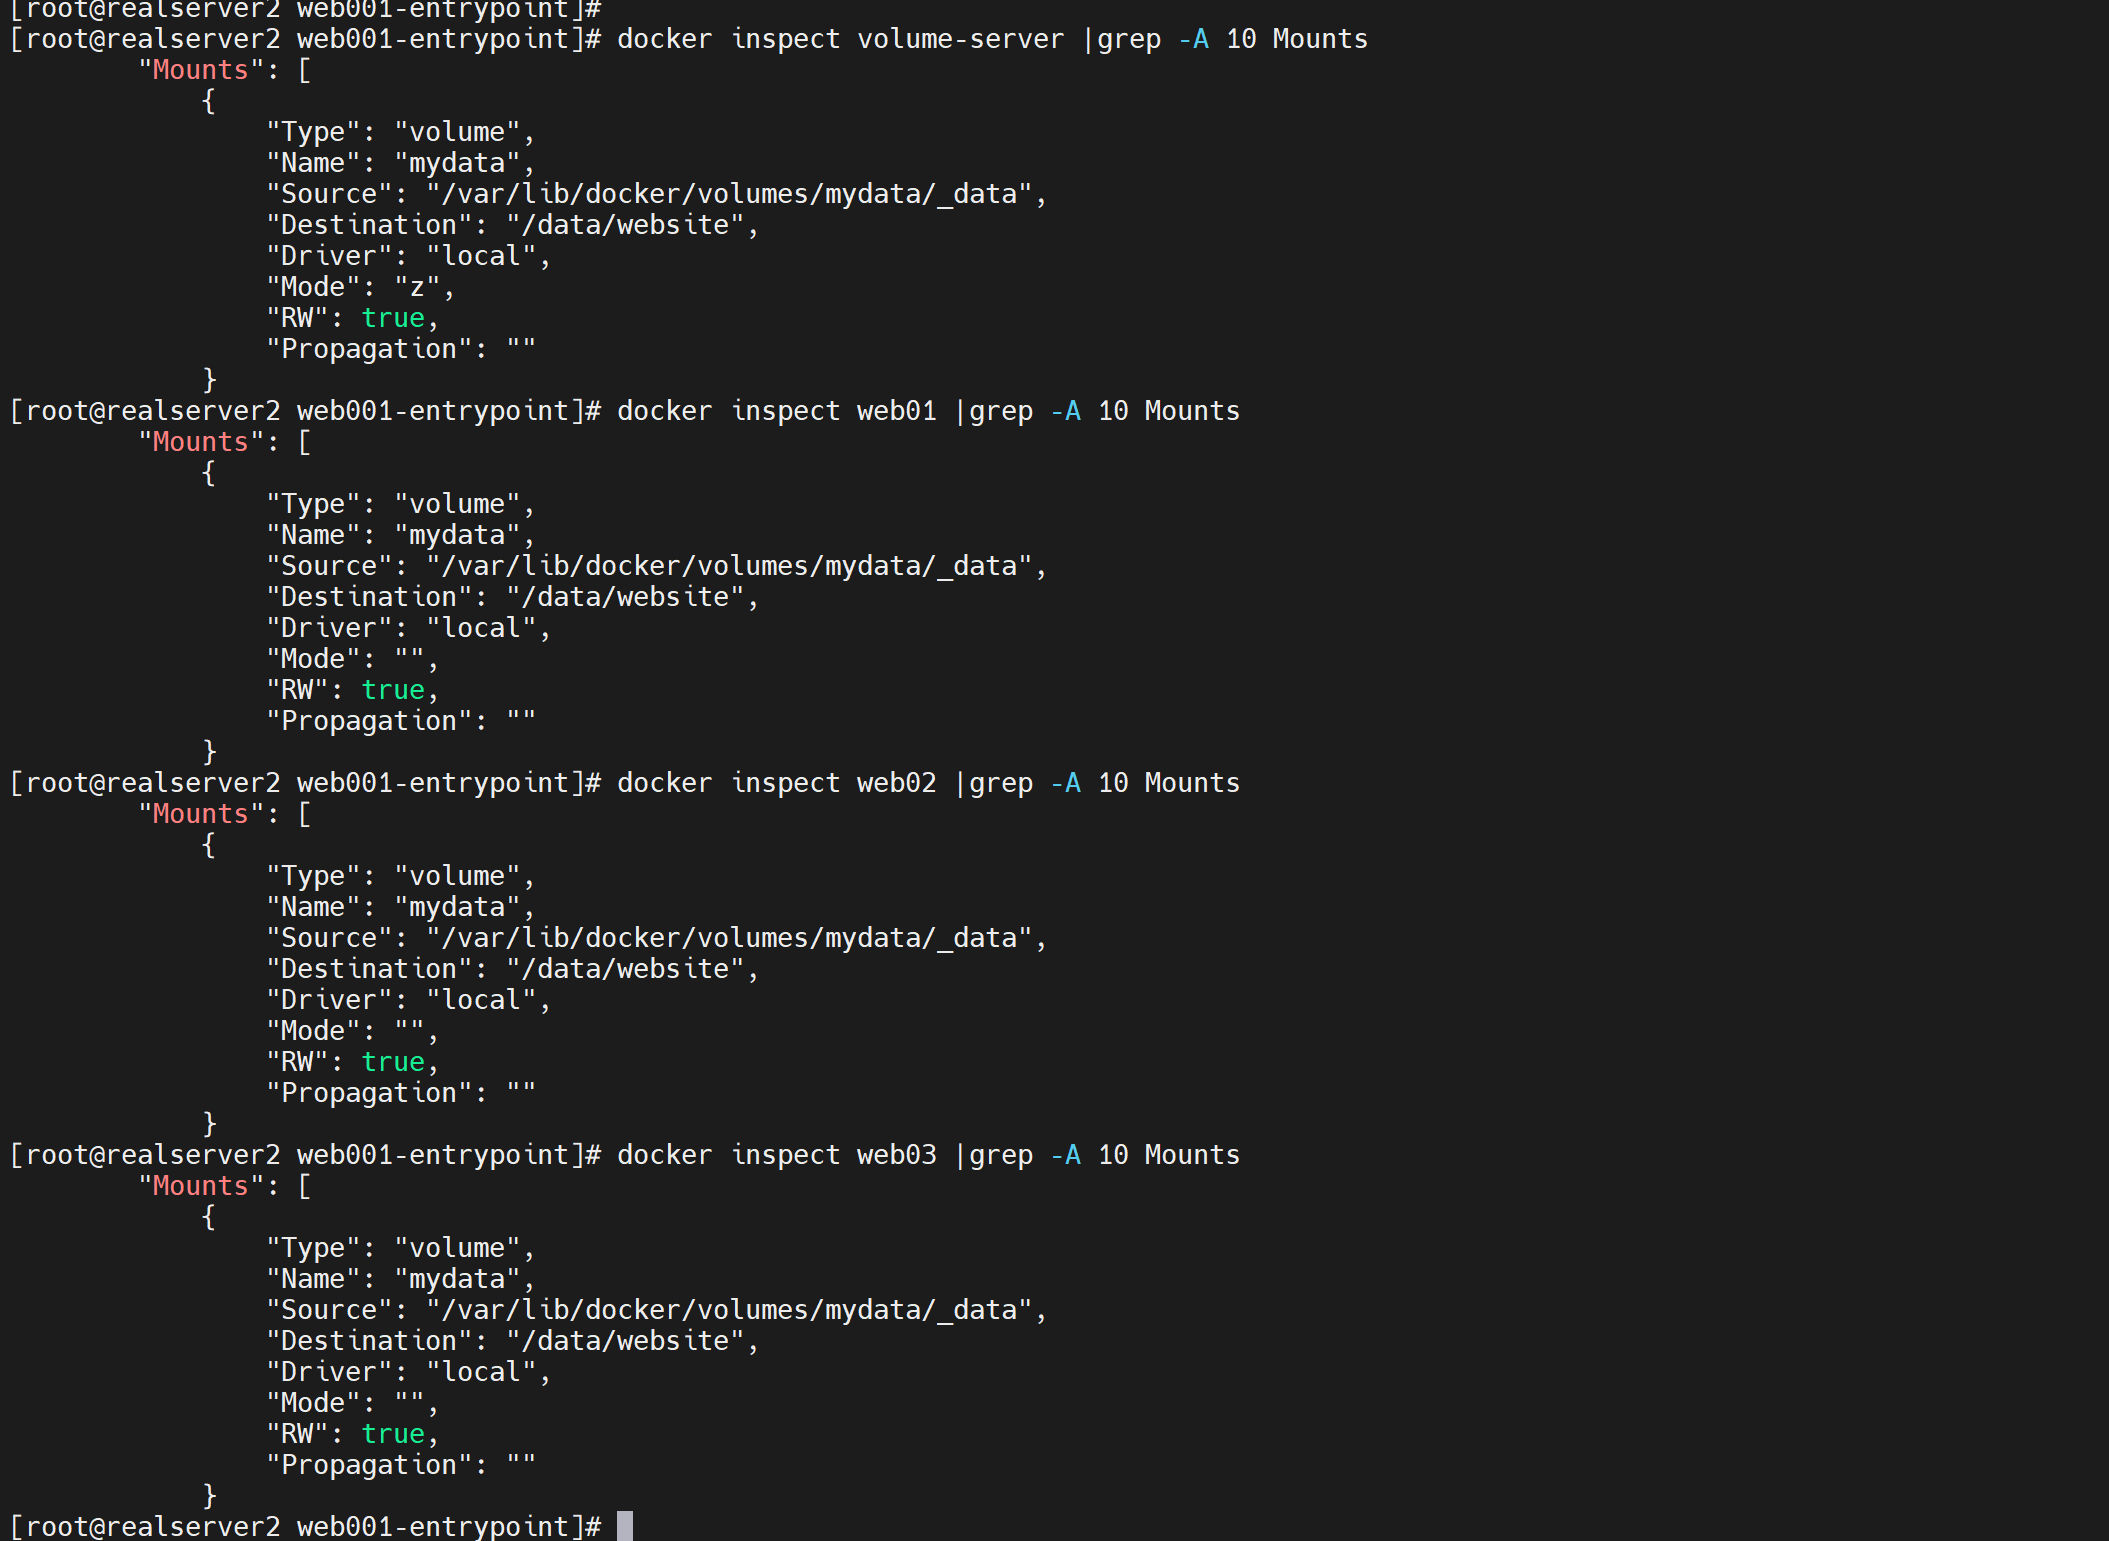 [root@realserver2 web001-entrypoint]#
[root@realserver2 web001-entrypoint]# docker inspect volume-server |grep -A 10 Mounts
        "Mounts": [
            {
                "Type": "volume",
                "Name": "mydata",
                "Source": "/var/lib/docker/volumes/mydata/_data",
                "Destination": "/data/website",
                "Driver": "local",
                "Mode": "z",
                "RW": true,
                "Propagation": ""
            }
[root@realserver2 web001-entrypoint]# docker inspect web01 |grep -A 10 Mounts
        "Mounts": [
            {
                "Type": "volume",
                "Name": "mydata",
                "Source": "/var/lib/docker/volumes/mydata/_data",
                "Destination": "/data/website",
                "Driver": "local",
                "Mode": "",
                "RW": true,
                "Propagation": ""
            }
[root@realserver2 web001-entrypoint]# docker inspect web02 |grep -A 10 Mounts
        "Mounts": [
            {
                "Type": "volume",
                "Name": "mydata",
                "Source": "/var/lib/docker/volumes/mydata/_data",
                "Destination": "/data/website",
                "Driver": "local",
                "Mode": "",
                "RW": true,
                "Propagation": ""
            }
[root@realserver2 web001-entrypoint]# docker inspect web03 |grep -A 10 Mounts
        "Mounts": [
            {
                "Type": "volume",
                "Name": "mydata",
                "Source": "/var/lib/docker/volumes/mydata/_data",
                "Destination": "/data/website",
                "Driver": "local",
                "Mode": "",
                "RW": true,
                "Propagation": ""
            }
[root@realserver2 web001-entrypoint]#